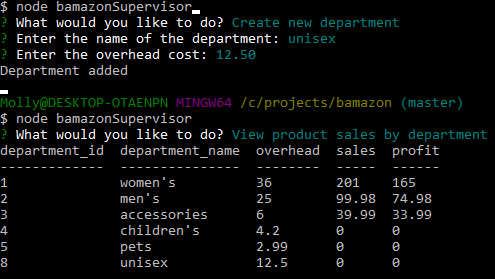 $ node bamazonSupervisor
? What would you like to do? Create new department
? Enter the name of the department: unisex
? Enter the overhead cost: 12.50
Department added
Molly@DESKTOP-OTAENPN MINGW64 /c/projects/bamazon (master)
$ node bamazonSupervisor
? What would you like to do? View product sales by department
department_id  department_name  overhead  sales  profit
-------------  ---------------  --------  -----  ------
1              women's          36        201    165
2              men's            25        99.98  74.98
3              accessories      6         39.99  33.99
4              children's       4.2       0      0
5              pets             2.99      0      0
8              unisex           12.5      0      0